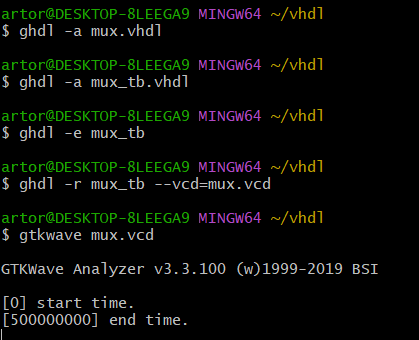 artor@DESKTOP-8LEEGA9 MINGW64 ~/vhdl
$ ghdl -a mux.vhdl
artor@DESKTOP-8LEEGA9 MINGW64 ~/vhdl
$ ghdl -a mux_tb.vhdl
artor@DESKTOP-8LEEGA9 MINGW64 ~/vhdl
$ ghdl -e mux_tb
artor@DESKTOP-8LEEGA9 MINGW64 ~/vhdl
$ ghdl -r mux_tb --vcd=mux.vcd
artor@DESKTOP-8LEEGA9 MINGW64 ~/vhdl
$ gtkwave mux.vcd
GTKWave Analyzer v3.3.100 (w)1999-2019 BSI
[0] start time.
[500000000] end time.